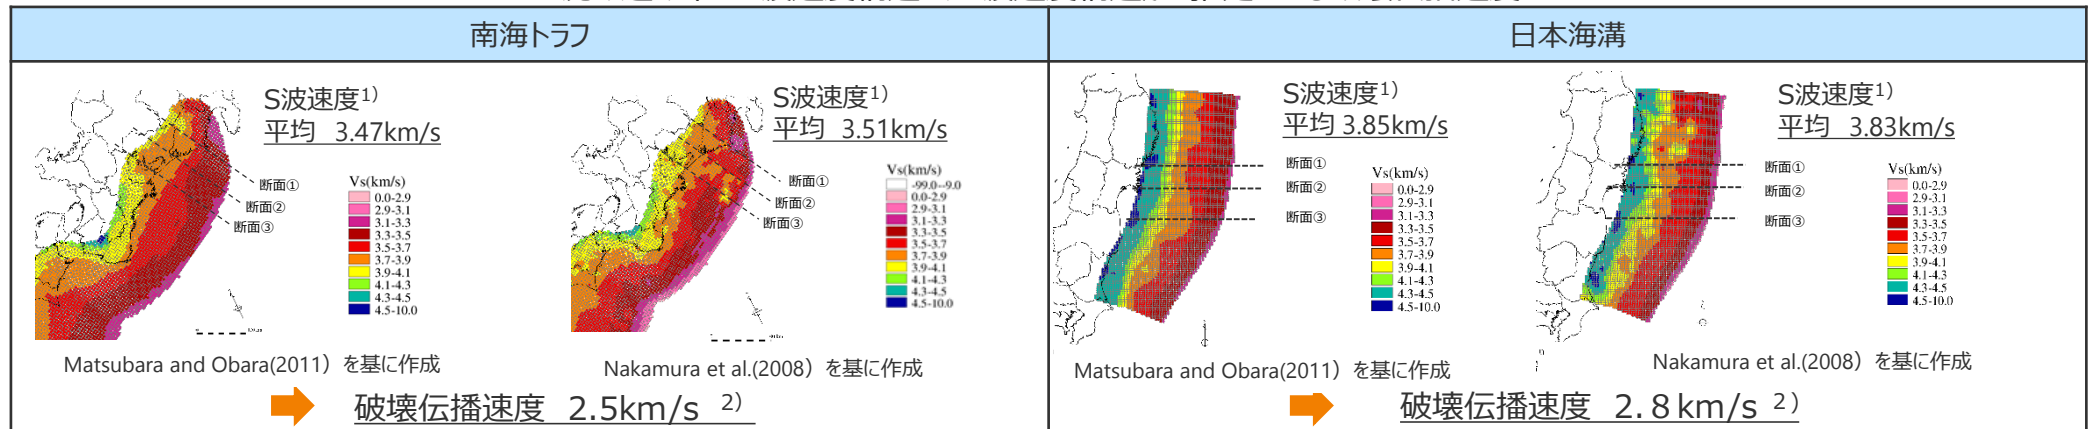 南海トラフ
日本海溝
S波速度1)
平均 3.47km/s
断面①
断面②
断面③
Vs(km/s)
0.0-2.9
2.9-3.1
3.1-3.3
3.3-3.5
3.5-3.7
3.7-3.9
3.9-4.1
4.1-4.3
4.3-4.5
4.5-10.0
Matsubara and Obara(2011）を基に作成
S波速度1)
平均 3.51km/s
断面①
断面②
断面③
Vs(km/s)
-99.0--9.0
0.0-2.9
2.9-3.1
3.1-3.3
3.3-3.5
3.5-3.7
3.7-3.9
3.9-4.1
4.1-4.3
4.3-4.5
4.5-10.0
Nakamura et al.(2008）を基に作成
破壊伝播速度 2.5km/s 2)
S波速度1)
平均 3.85km/s
断面①
断面②
断面③
Vs(km/s)
0.0-2.9
2.9-3.1
3.1-3.3
3.3-3.5
3.5-3.7
3.7-3.9
3.9-4.1
4.1-4.3
4.3-4.5
4.5-10.0
Matsubara and Obara(2011）を基に作成
S波速度1)
平均 3.83km/s
断面①
断面②
断面③
Vs(km/s)
0.0-2.9
2.9-3.1
3.1-3.3
3.3-3.5
3.5-3.7
3.7-3.9
3.9-4.1
4.1-4.3
4.3-4.5
4.5-10.0
Nakamura et al.(2008）を基に作成
破壊伝播速度 2.8km/s 2)